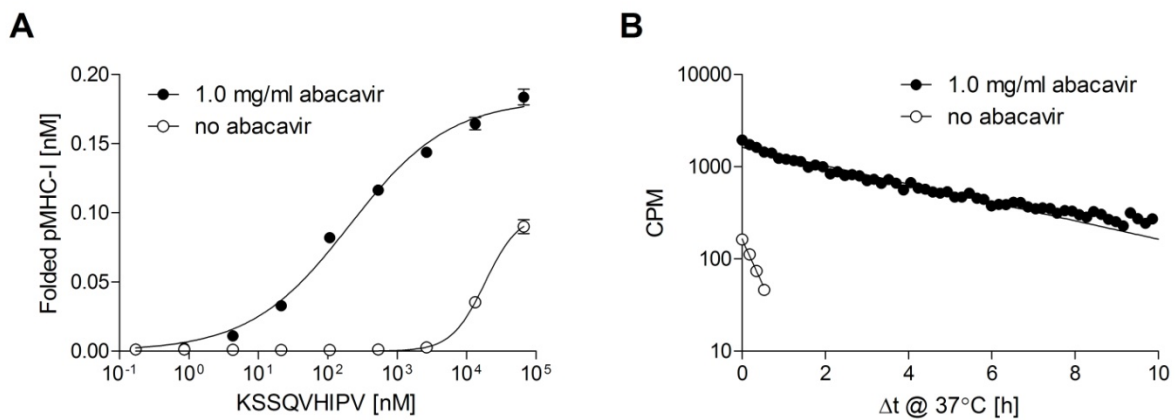 A
Folded pMHC-I [nM]
0.20
0.15
0.10
0.05
0.00
1.0 mg/ml abacavir
no abacavir
10⁻¹ 10⁰ 10¹ 10² 10³ 10⁴ 10⁵
KSSQVHIPV [nM]
B
CPM
10000
1000
100
10
1.0 mg/ml abacavir
no abacavir
0 2 4 6 8 10
Δt @ 37°C [h]